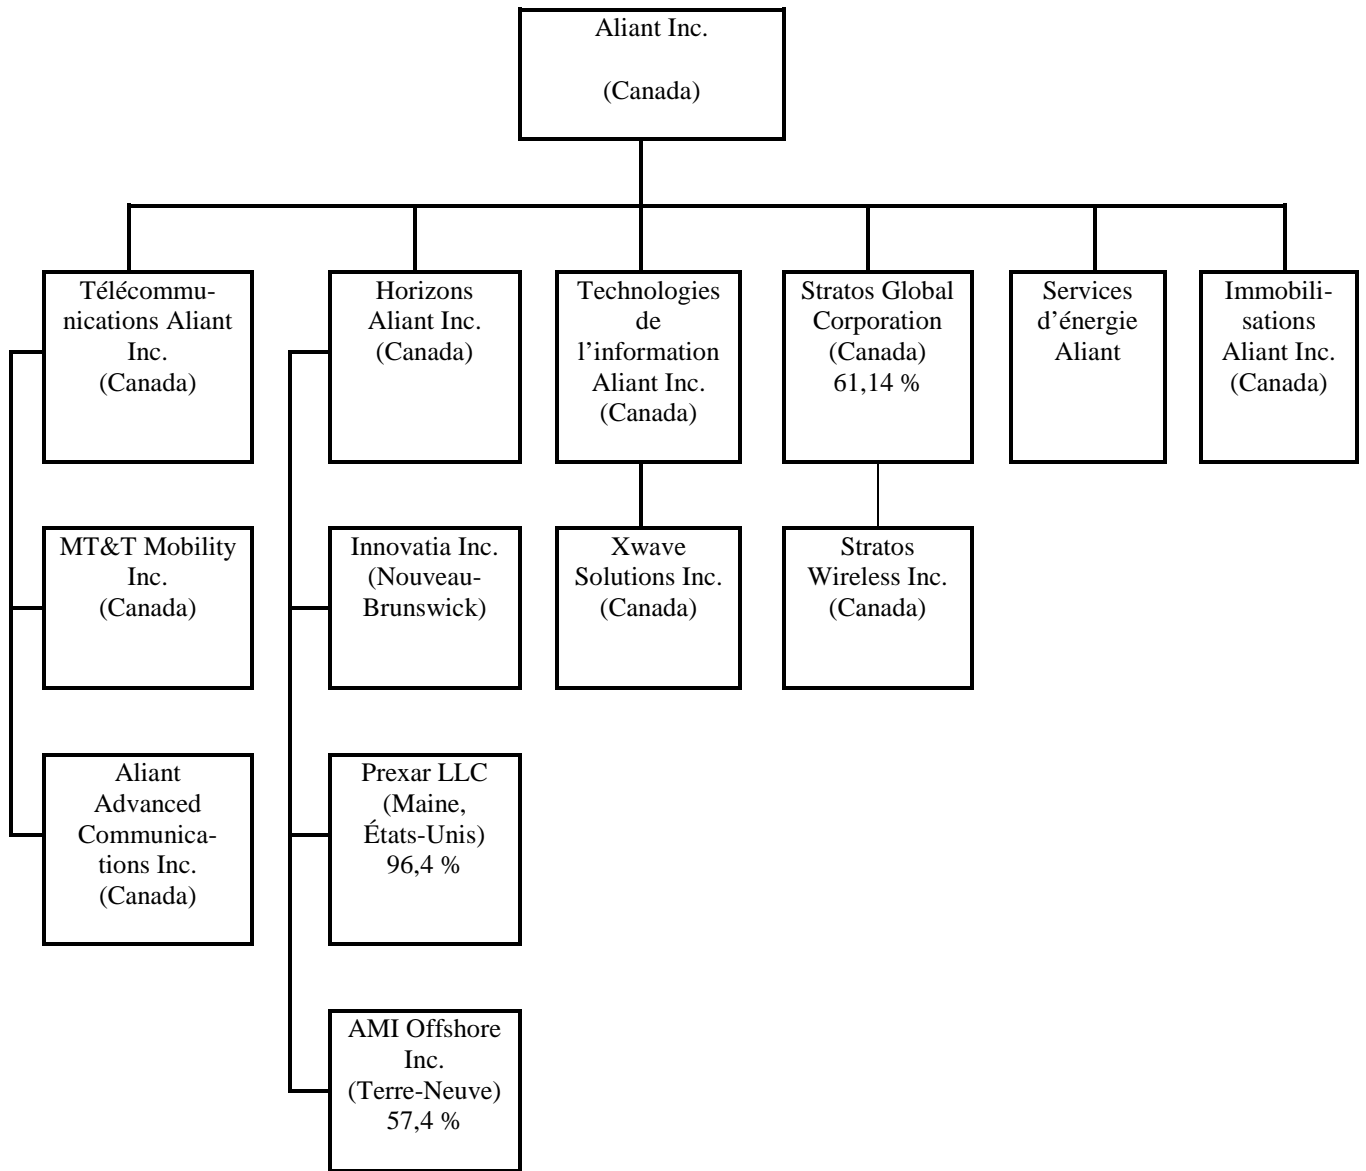 Aliant Inc.
(Canada)
Télécommu-
nications Aliant
Inc.
(Canada)
Horizons
Aliant Inc.
(Canada)
Technologies
de
l’information
Aliant Inc.
(Canada)
Stratos Global
Corporation
(Canada)
61,14 %
Services
d’énergie
Aliant
Immobili-
sations
Aliant Inc.
(Canada)
MT&T Mobility
Inc.
(Canada)
Innovatia Inc.
(Nouveau-
Brunswick)
Xwave
Solutions Inc.
(Canada)
Stratos
Wireless Inc.
(Canada)
Aliant
Advanced
Communica-
tions Inc.
(Canada)
Prexar LLC
(Maine,
États-Unis)
96,4 %
AMI Offshore
Inc.
(Terre-Neuve)
57,4 %